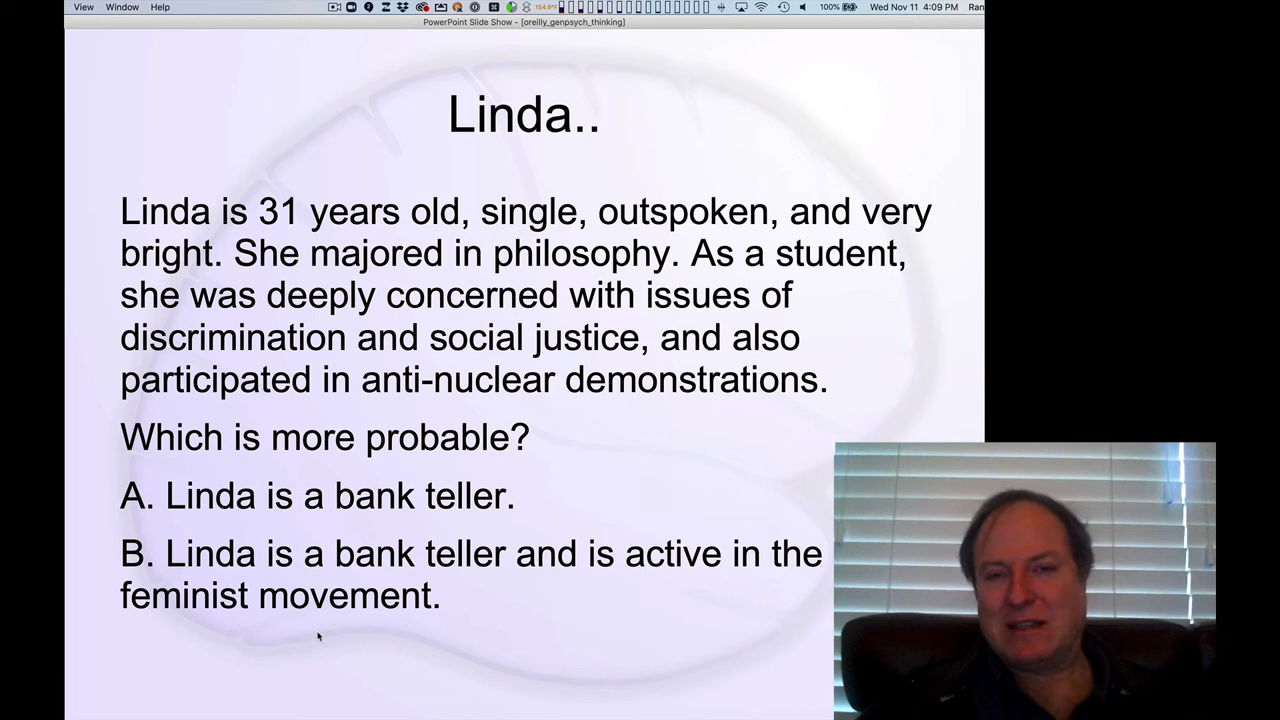 View Window Help 154.9°F 100% Wed Nov 11 4:09 PM Ran
PowerPoint Slide Show - [oreilly_genpsych_thinking]
Linda..
Linda is 31 years old, single, outspoken, and very
bright. She majored in philosophy. As a student,
she was deeply concerned with issues of
discrimination and social justice, and also
participated in anti-nuclear demonstrations.
Which is more probable?
A. Linda is a bank teller.
B. Linda is a bank teller and is active in the
feminist movement.